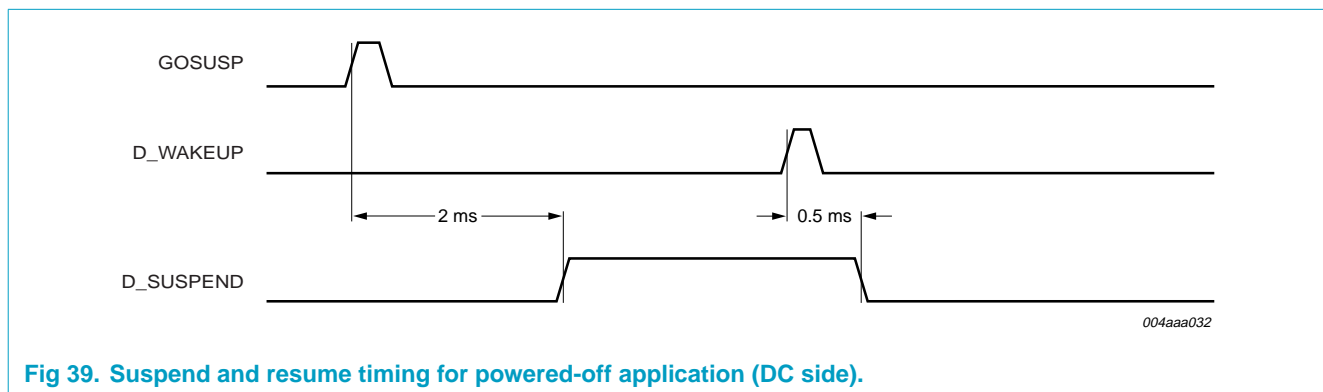 GOSUSP
D_WAKEUP
2 ms
0.5 ms
D_SUSPEND
004aaa032
Fig 39. Suspend and resume timing for powered-off application (DC side).